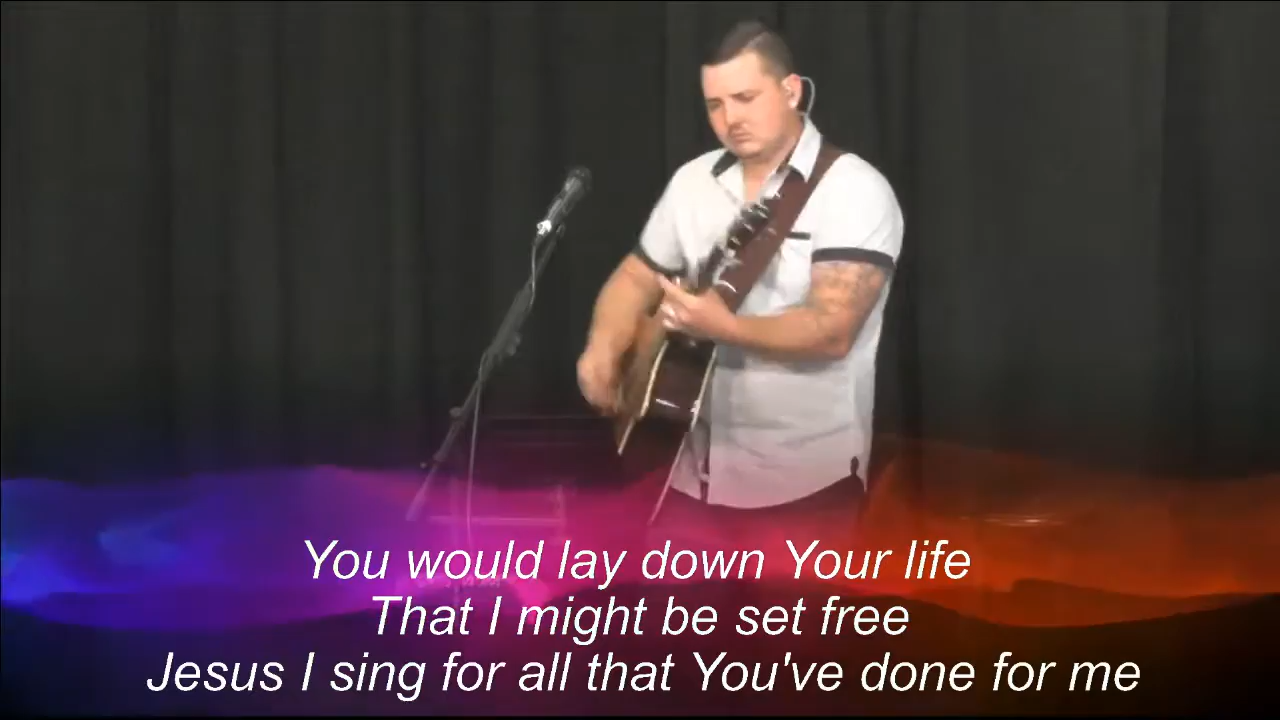 You would lay down Your life
That I might be set free
Jesus I sing for all that You've done for me